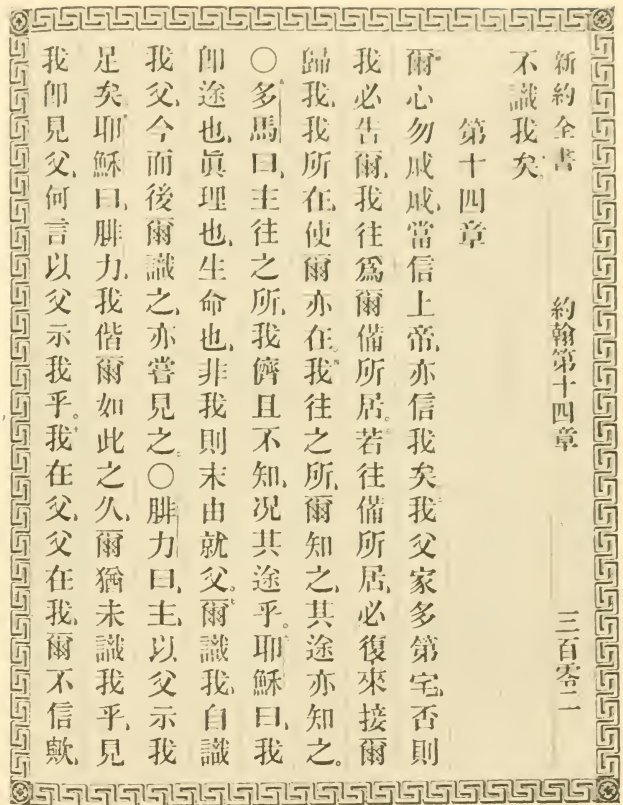 新約全書 約翰第十四章 三百零二
不識我矣、
第十四章
爾心勿戚戚、當信上帝、亦信我矣、我父家多第宅、否則
我必告爾、我往爲爾備所居。若往備所居、必復來接爾
歸我、我所在、使爾亦在、我往之所、爾知之、其途亦知之。
○多馬曰、主往之所、我儕且不知、况其途乎。耶穌曰、我
卽途也、眞理也、生命也、非我則末由就父。爾識我、自識
我父、今而後爾識之、亦嘗見之。○腓力曰、主、以父示我
足矣、耶穌曰、腓力、我偕爾如此之久、爾猶未識我乎、見
我卽見父、何言以父示我乎。我在父、父在我、爾不信歟、